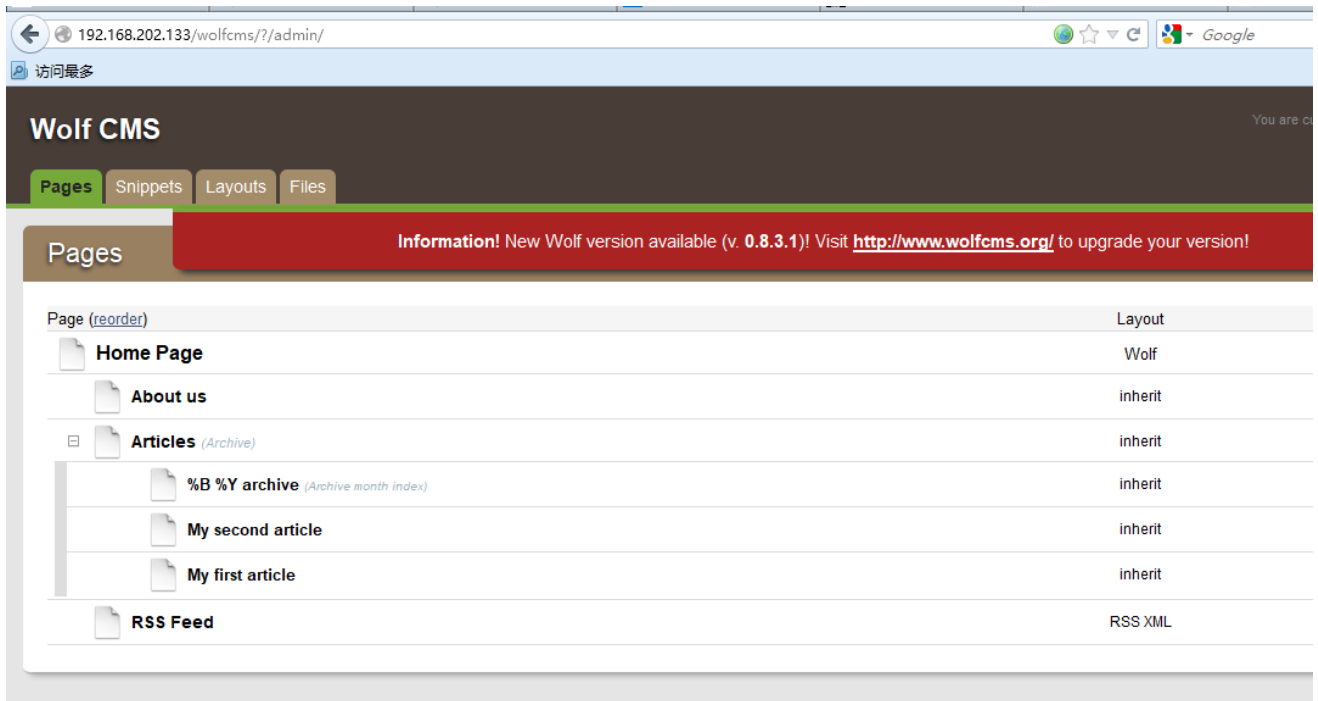 192.168.202.133/wolfcms/?/admin/
Google
访问最多
Wolf CMS
You are
Pages Snippets Layouts Files
Information! New Wolf version available (v. 0.8.3.1)! Visit http://www.wolfcms.org/ to upgrade your version!
Pages
Page (reorder) Layout
Home Page Wolf
About us inherit
Articles (Archive) inherit
%B %Y archive (Archive month index) inherit
My second article inherit
My first article inherit
RSS Feed RSS XML